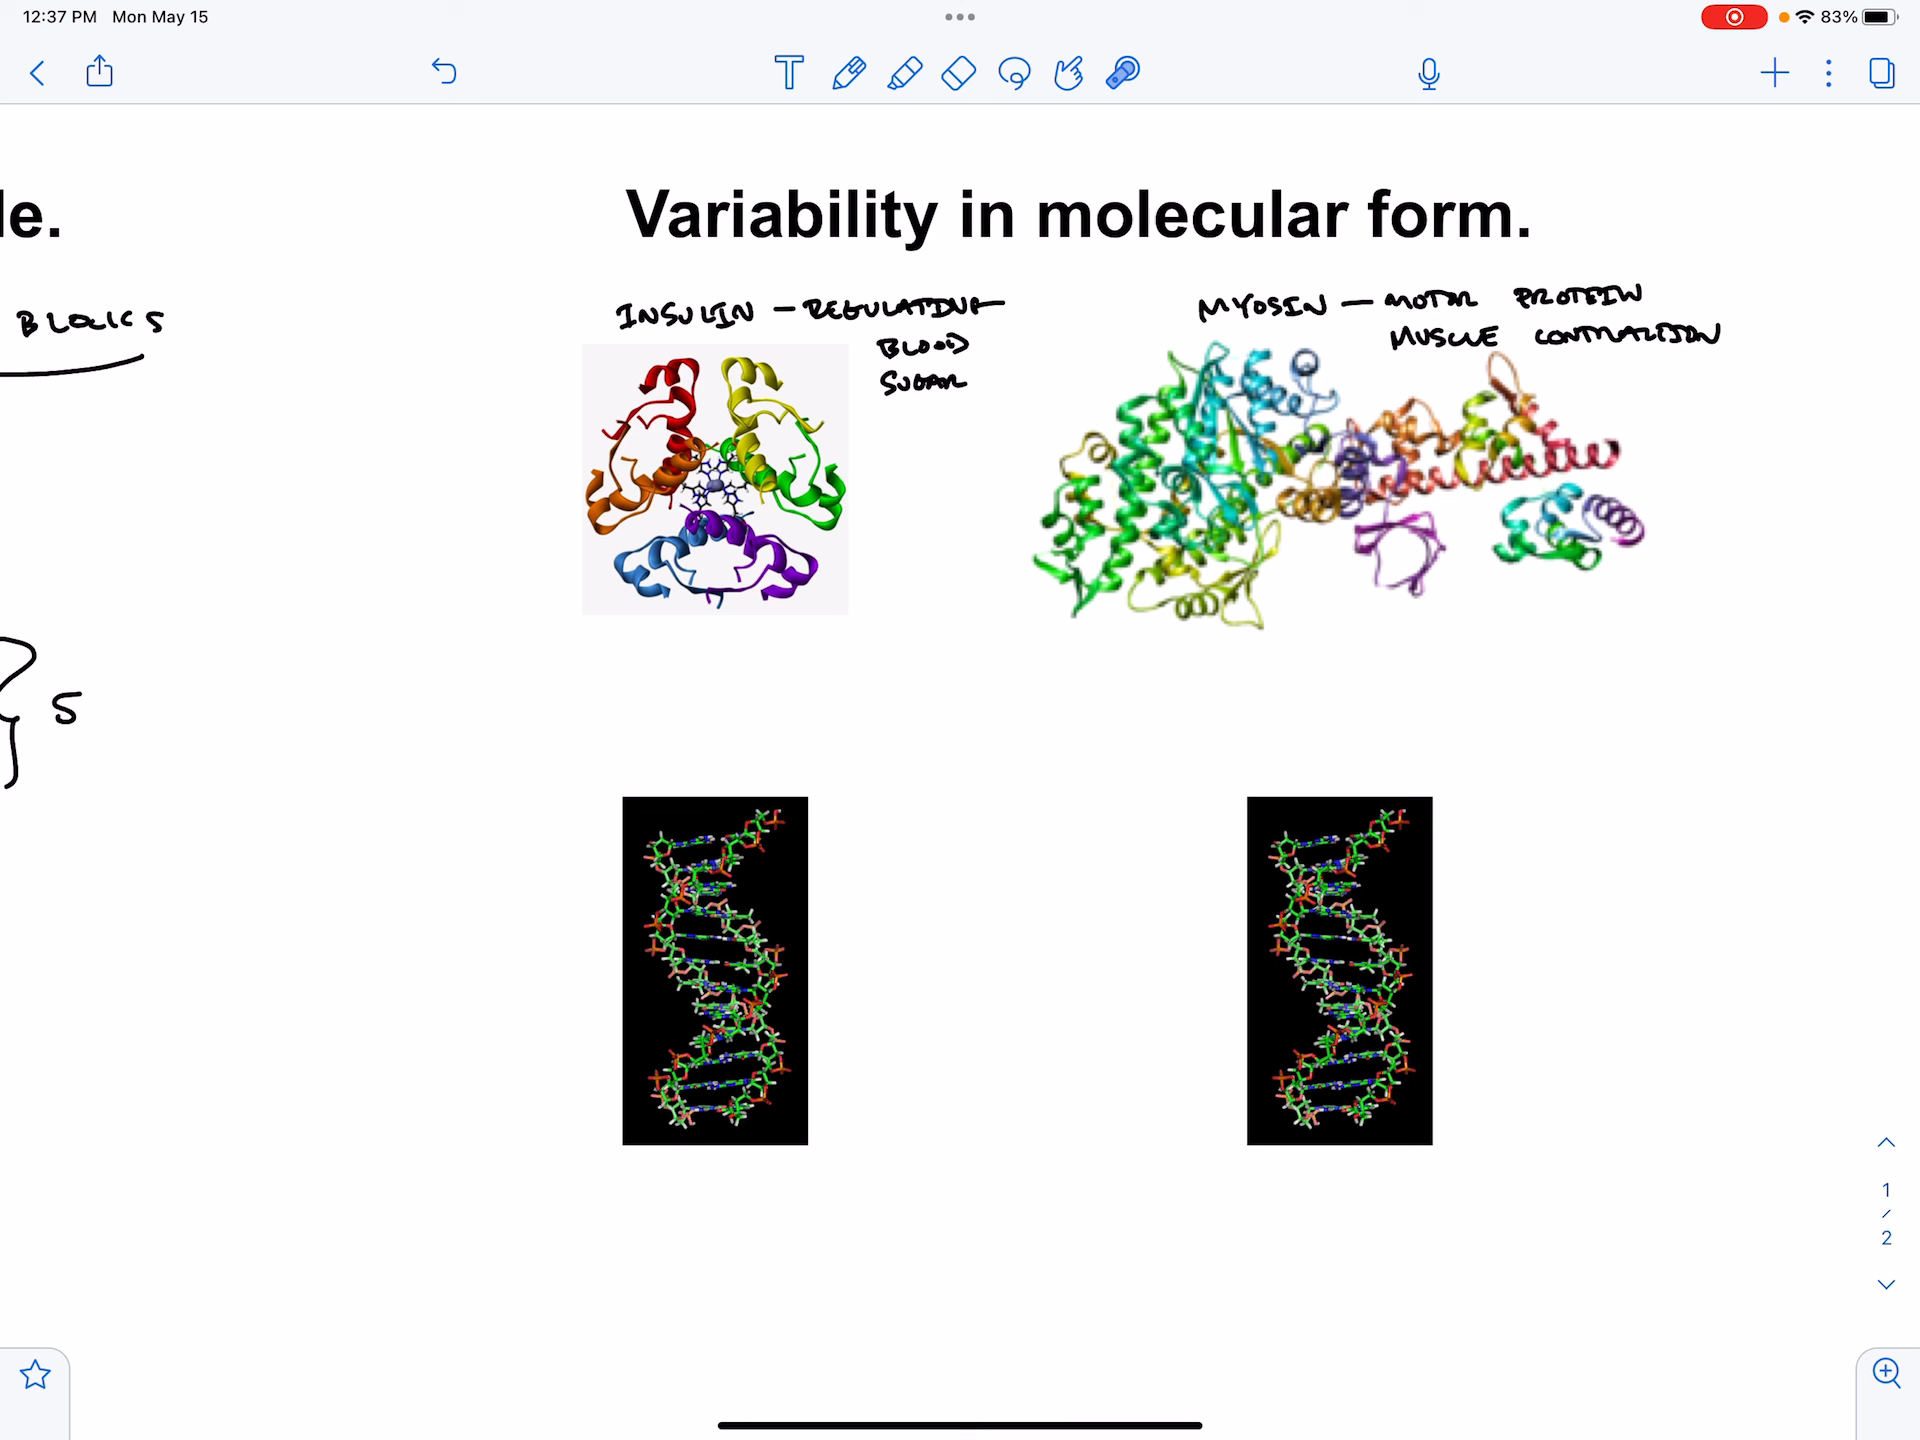 12:37 PM Mon May 15
83%
le.
Variability in molecular form.
BLOCKS
INSULIN — REGULATING
BLOOD
SUGAR
MYOSIN — MOTOR PROTEIN
MUSCLE CONTRACTION
5
1
/
2